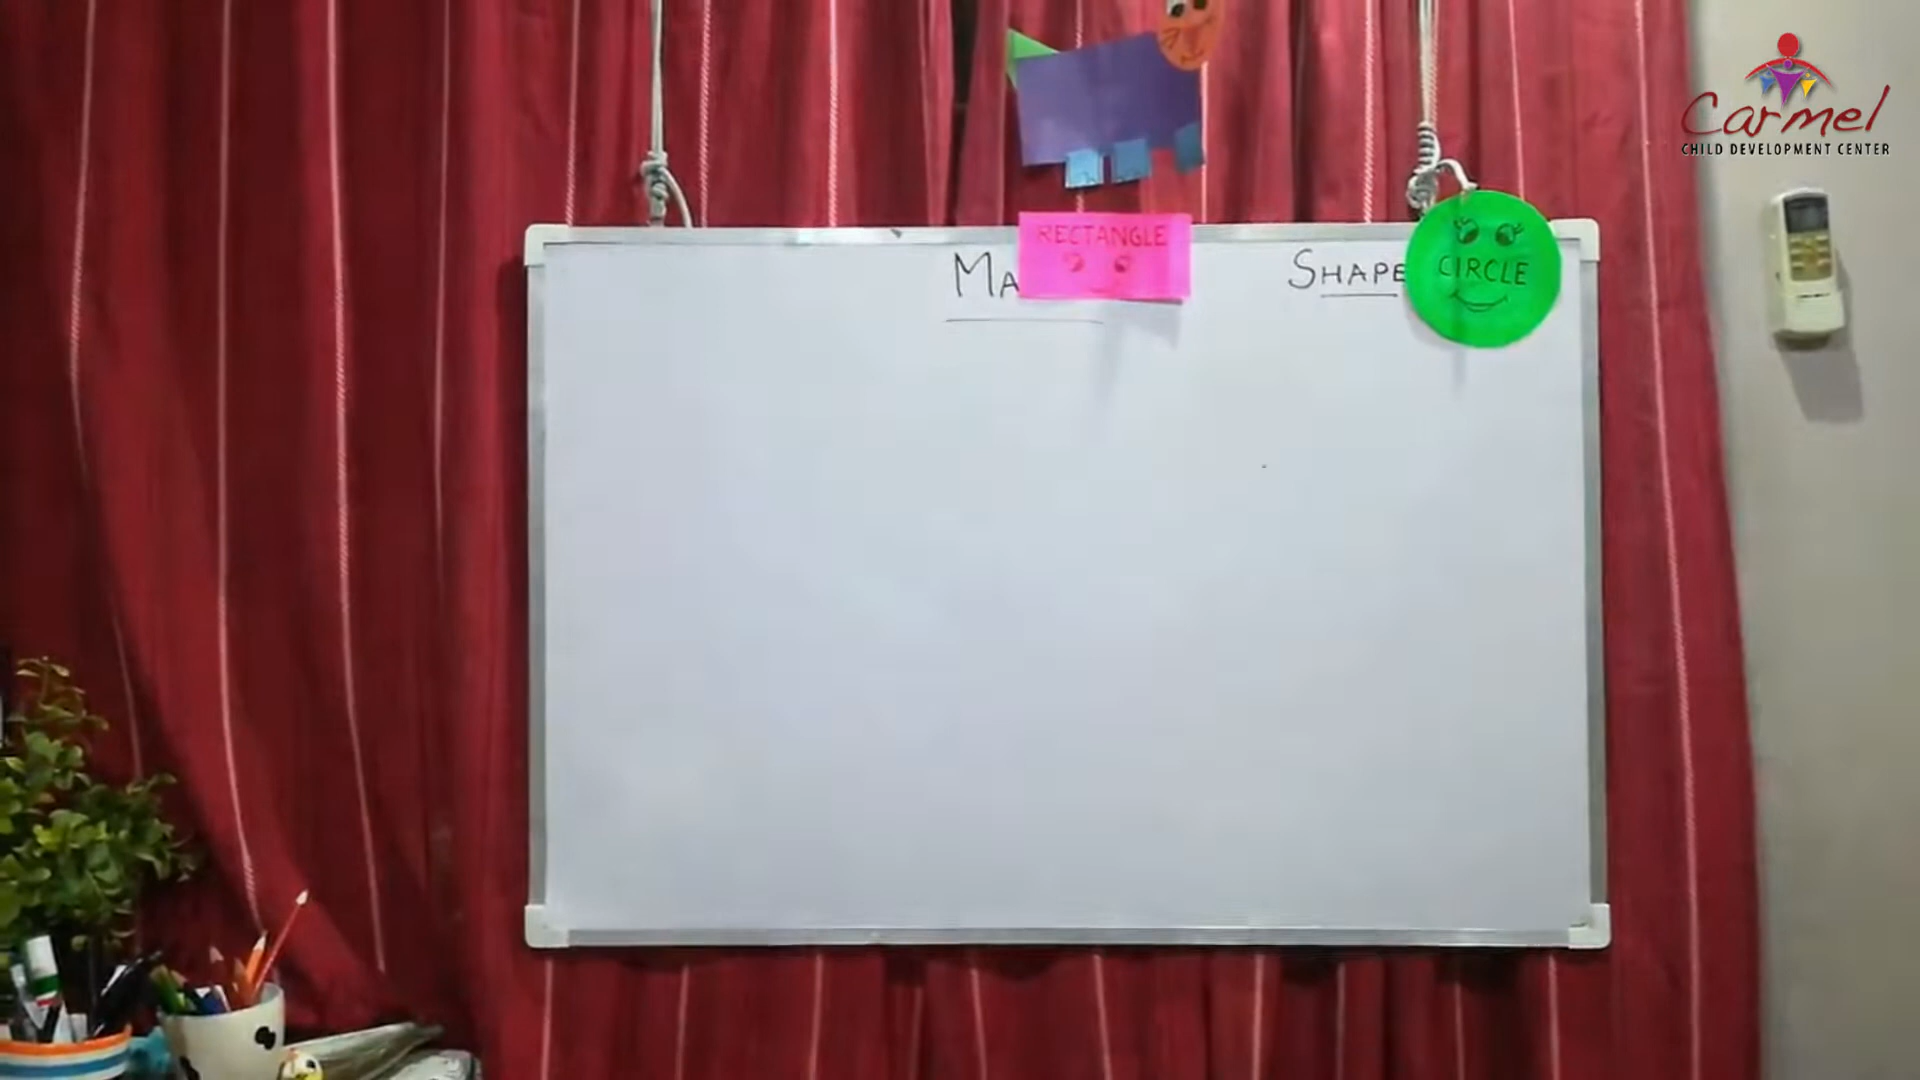 Carmel
CHILD DEVELOPMENT CENTER
RECTANGLE
MA
SHAPE
CIRCLE